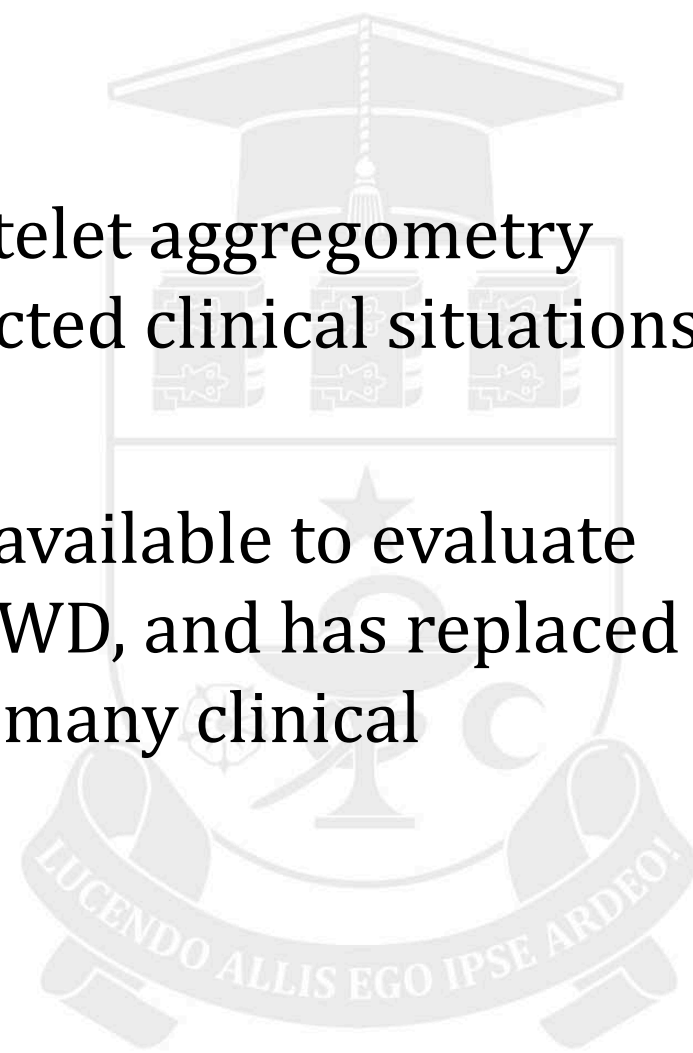 telet aggregometry
cted clinical situations
available to evaluate
WD, and has replaced
many clinical
LUCENDO ALLIS EGO IPSE ARDEO!